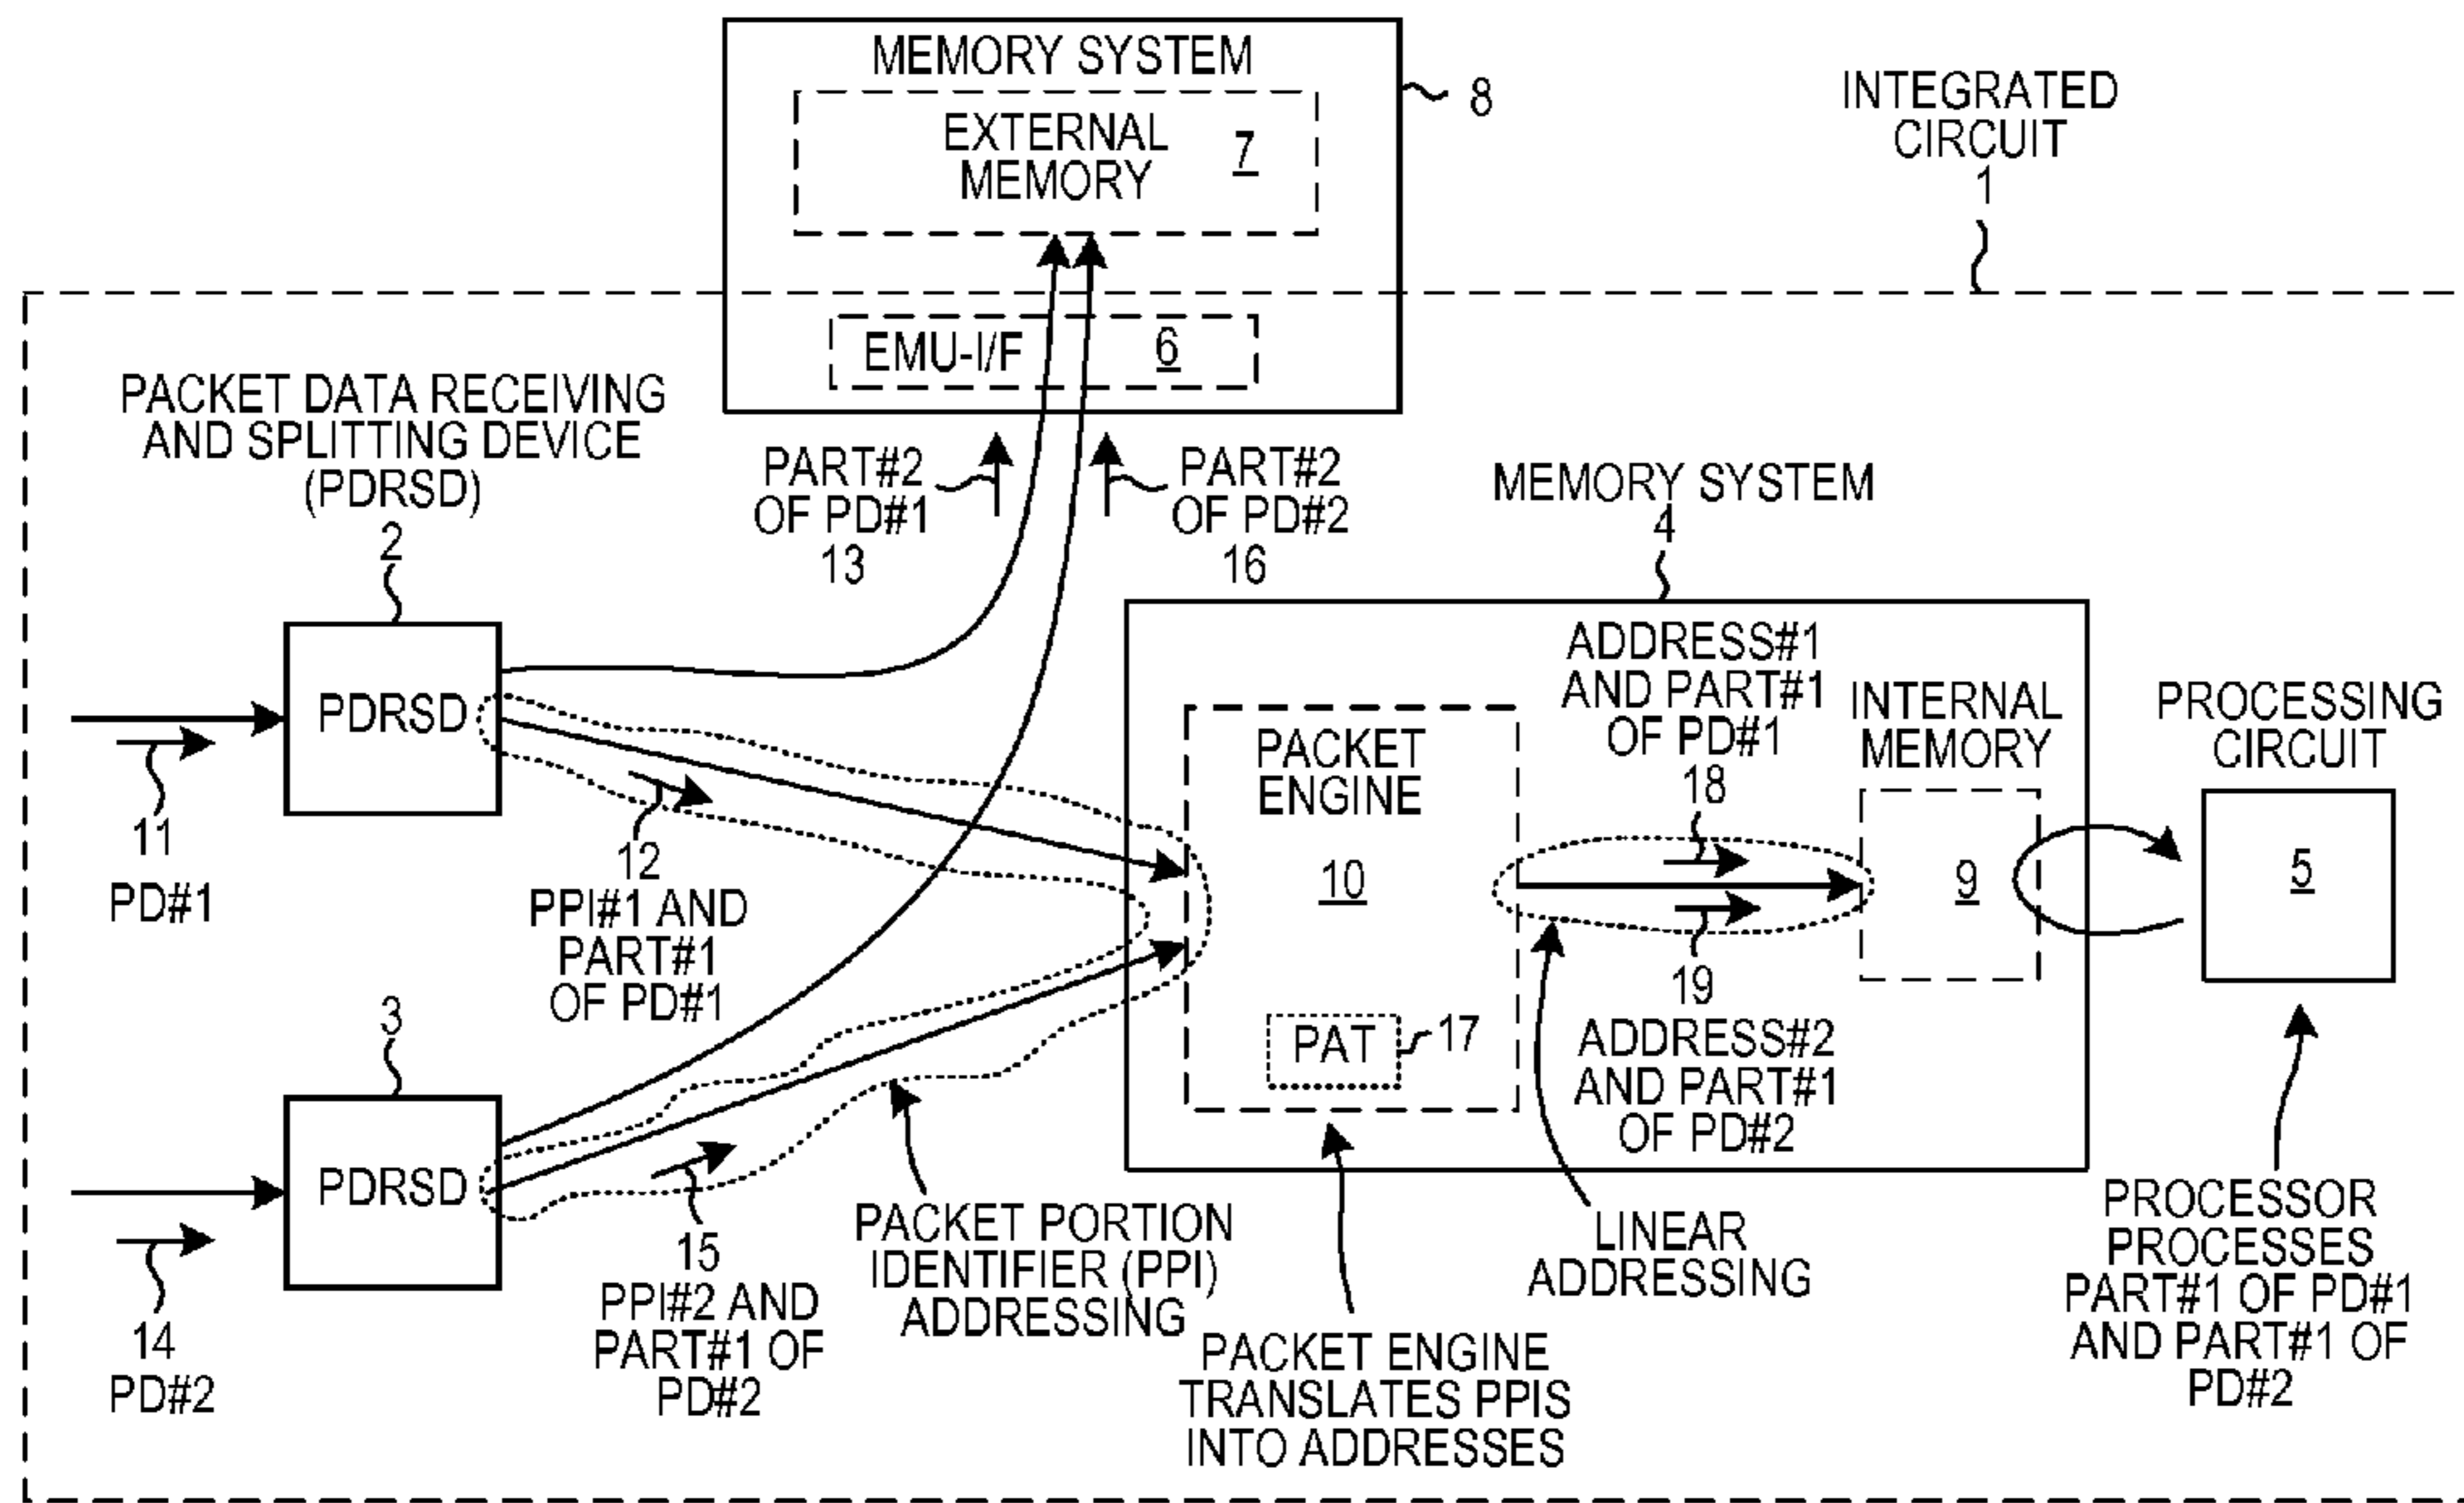 MEMORY SYSTEM
EXTERNAL
MEMORY
7
8
INTEGRATED
CIRCUIT
1
EMU-I/F
6
PACKET DATA RECEIVING
AND SPLITTING DEVICE
(PDRSD)
2
PART#2
OF PD#1
13
PART#2
OF PD#2
16
MEMORY SYSTEM
4
PDRSD
11
PD#1
12
PPI#1 AND
PART#1
OF PD#1
PACKET
ENGINE
10
PAT
17
ADDRESS#1
AND PART#1
OF PD#1
18
19
ADDRESS#2
AND PART#1
OF PD#2
INTERNAL
MEMORY
9
PROCESSING
CIRCUIT
5
3
PDRSD
14
PD#2
15
PPI#2 AND
PART#1 OF
PD#2
PACKET PORTION
IDENTIFIER (PPI)
ADDRESSING
PACKET ENGINE
TRANSLATES PPIS
INTO ADDRESSES
LINEAR
ADDRESSING
PROCESSOR
PROCESSES
PART#1 OF PD#1
AND PART#1 OF
PD#2